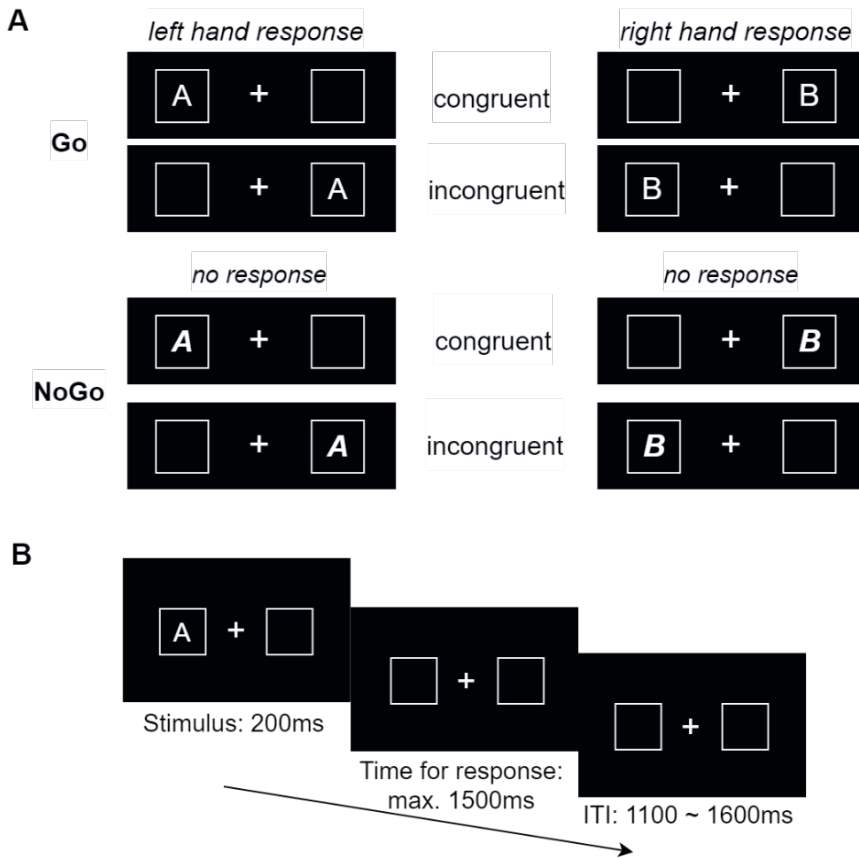 A
left hand response
right hand response
Go
A +
congruent
+ B
+ A
incongruent
B +
no response
no response
NoGo
A +
congruent
+ B
+ A
incongruent
B +
B
A +
Stimulus: 200ms
+
Time for response:
max. 1500ms
+
ITI: 1100 ~ 1600ms